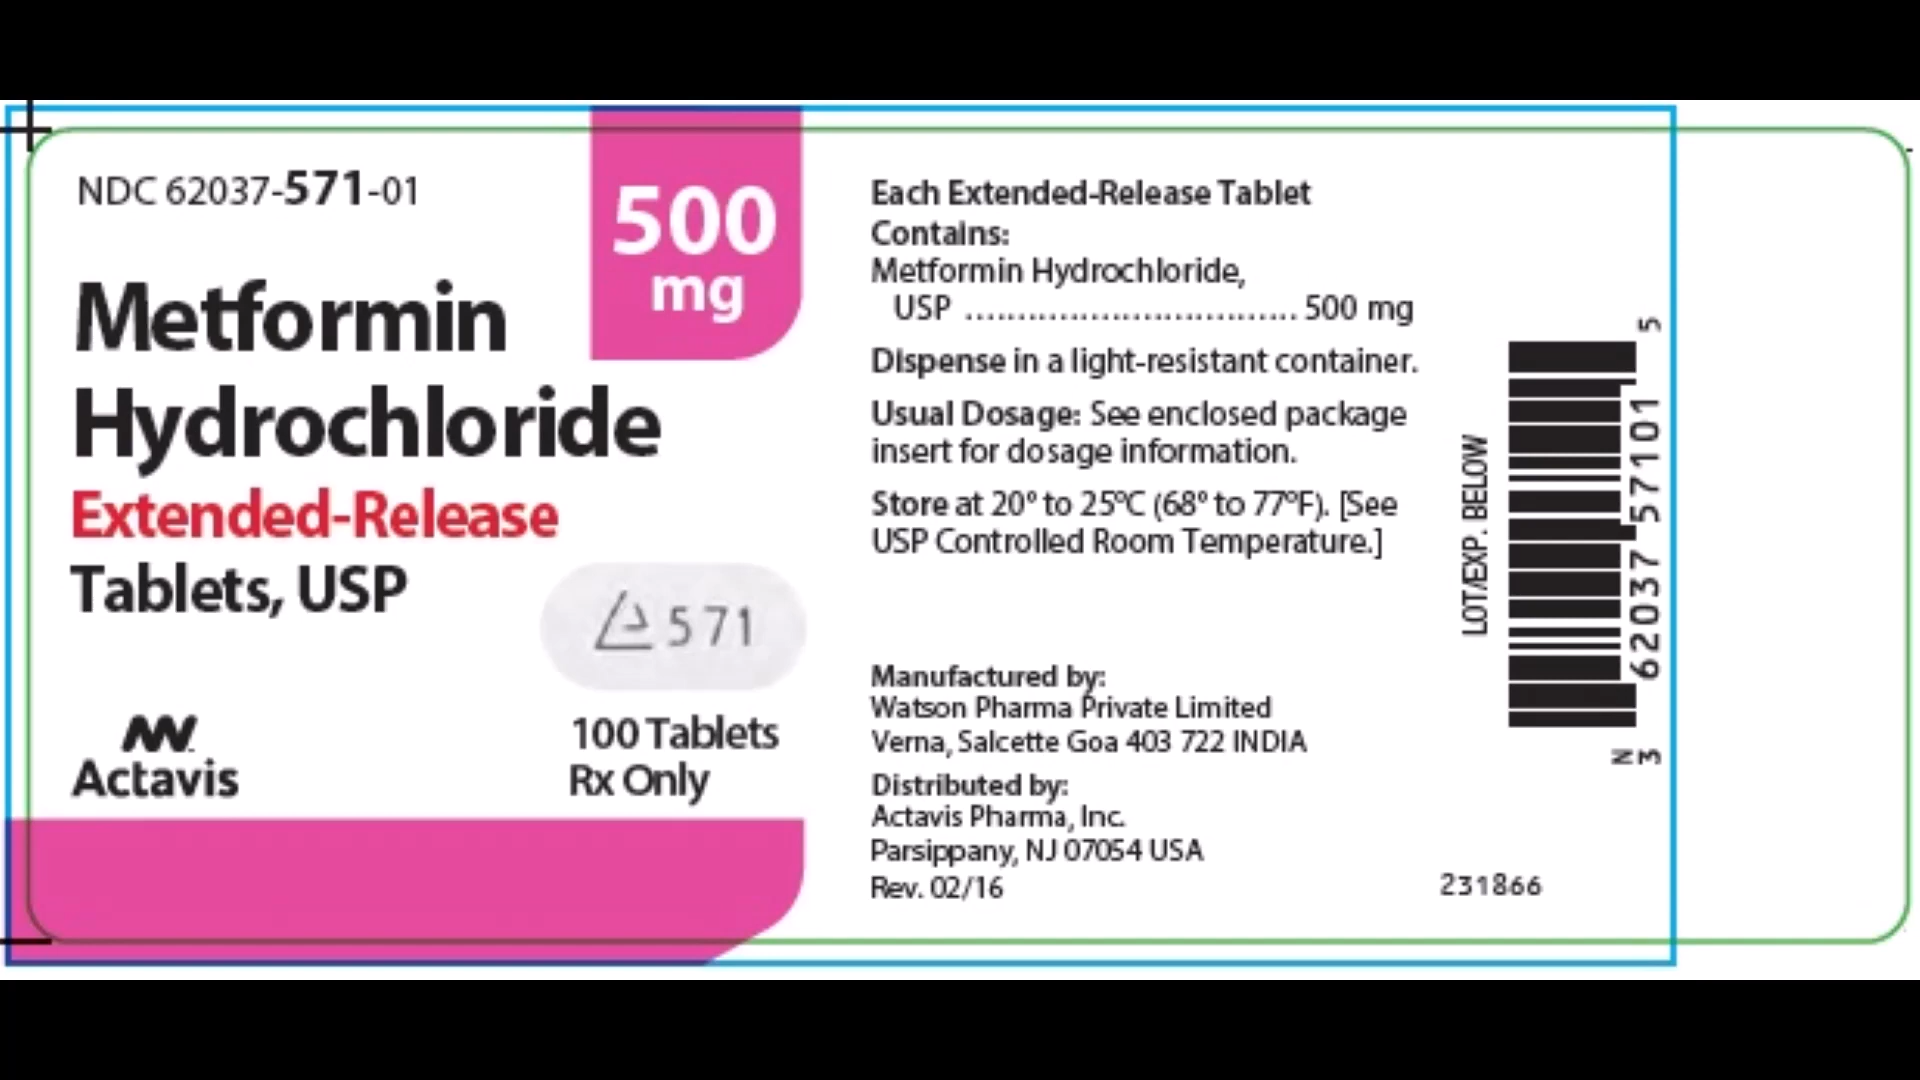 NDC 62037-571-01
500
mg
Metformin
Hydrochloride
Extended-Release
Tablets, USP
571
Actavis
100 Tablets
Rx Only
Each Extended-Release Tablet
Contains:
Metformin Hydrochloride,
USP ................................ 500 mg
Dispense in a light-resistant container.
Usual Dosage: See enclosed package
insert for dosage information.
Store at 20° to 25°C (68° to 77°F). [See
USP Controlled Room Temperature.]
Manufactured by:
Watson Pharma Private Limited
Verna, Salcette Goa 403 722 INDIA
Distributed by:
Actavis Pharma, Inc.
Parsippany, NJ 07054 USA
Rev. 02/16
LOT/EXP. BELOW
N
3 62037 57101 5
231866